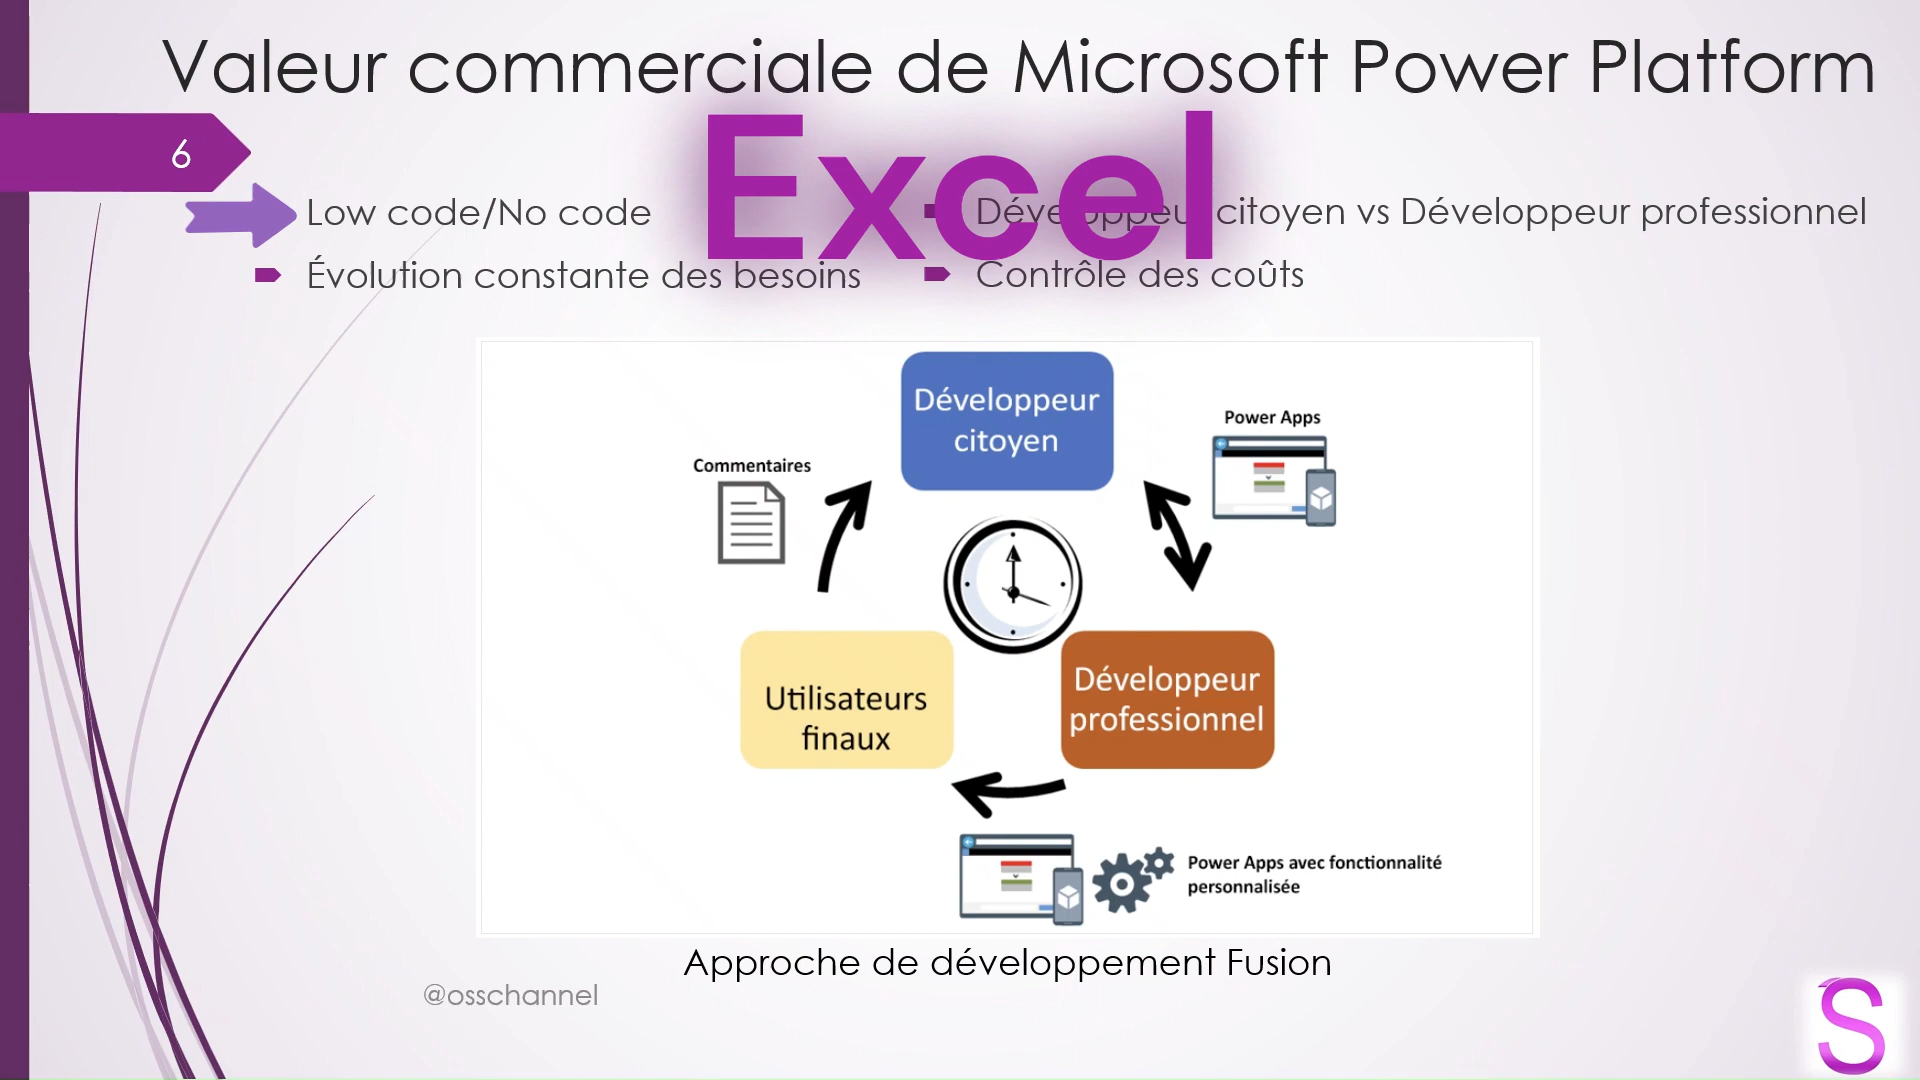 Valeur commerciale de Microsoft Power Platform
Excel
6
Low code/No code
Développeur citoyen vs Développeur professionnel
Évolution constante des besoins
Contrôle des coûts
Développeur
citoyen
Power Apps
Commentaires
Utilisateurs
finaux
Développeur
professionnel
Power Apps avec fonctionnalité
personnalisée
Approche de développement Fusion
@osschannel
S